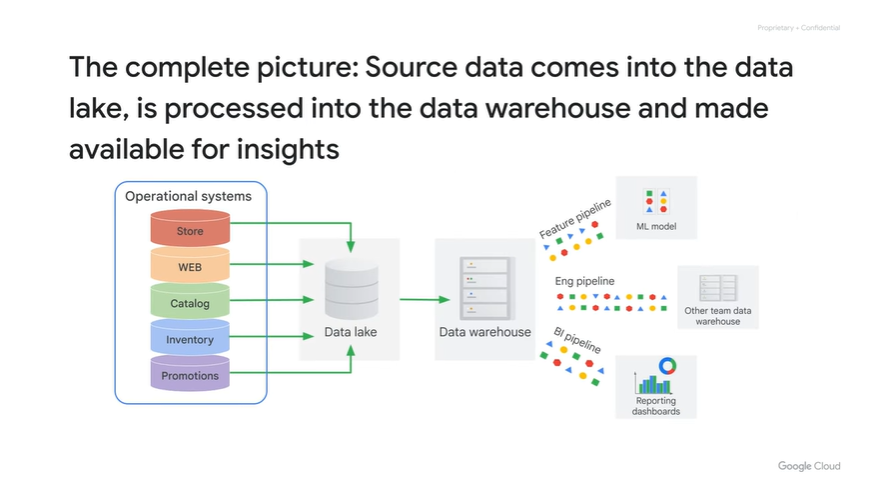 Proprietary + Confidential
The complete picture: Source data comes into the data
lake, is processed into the data warehouse and made
available for insights
Operational systems
Store
WEB
Catalog
Inventory
Promotions
Data lake
Data warehouse
Feature pipeline
ML model
Eng pipeline
Other team data
warehouse
BI pipeline
Reporting
dashboards
Google Cloud